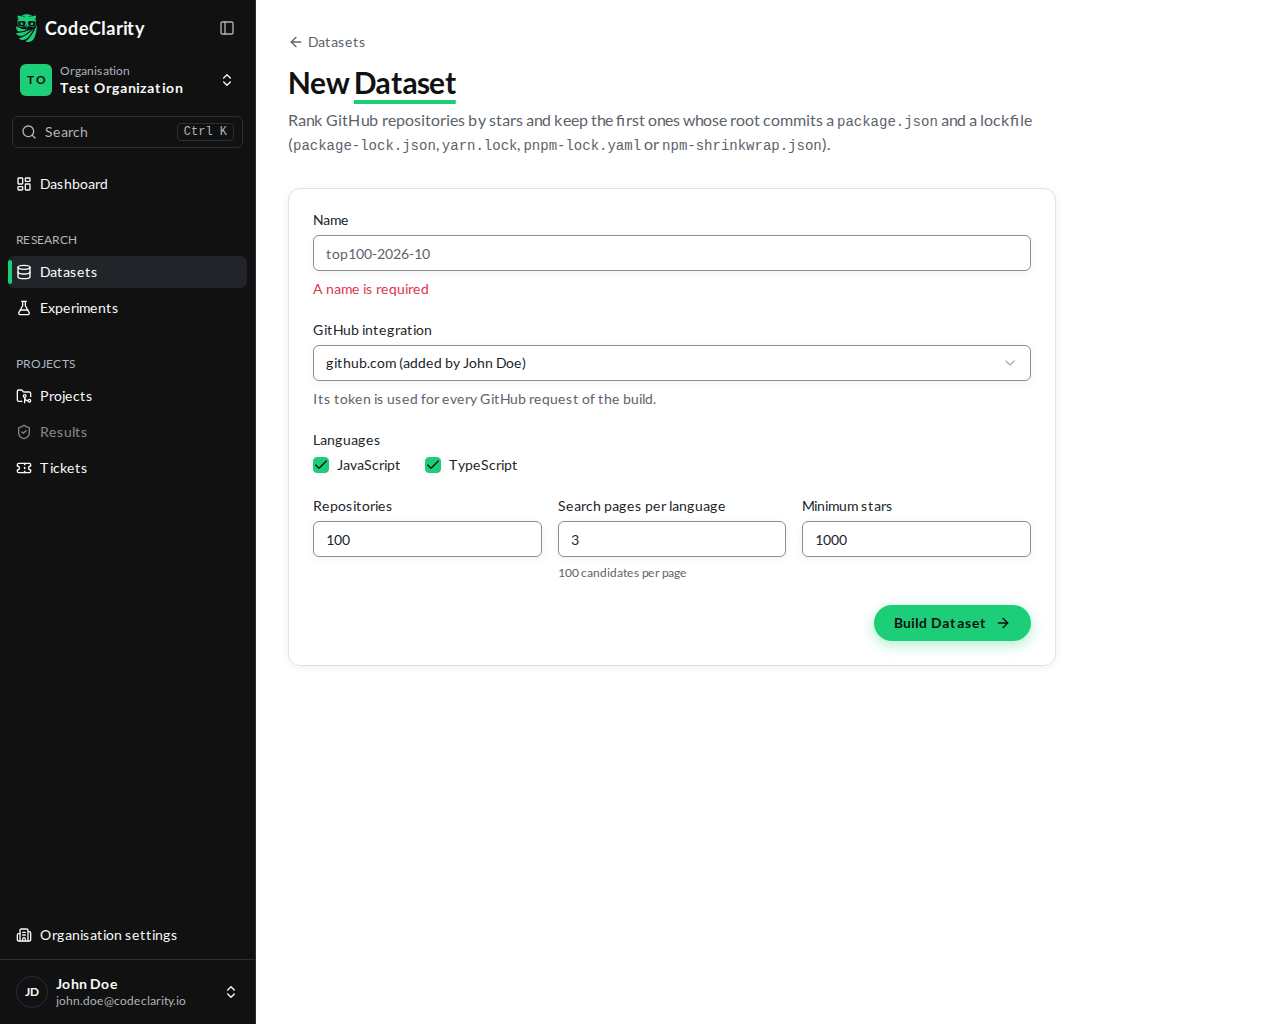 CodeClarity
TO
Organisation
Test Organization
Search
Ctrl K
Dashboard
RESEARCH
Datasets
Experiments
PROJECTS
Projects
Results
Tickets
Organisation settings
JD
John Doe
john.doe@codeclarity.io
Datasets
New Dataset
Rank GitHub repositories by stars and keep the first ones whose root commits a package.json and a lockfile
(package-lock.json, yarn.lock, pnpm-lock.yaml or npm-shrinkwrap.json).
Name
top100-2026-10
A name is required
GitHub integration
github.com (added by John Doe)
Its token is used for every GitHub request of the build.
Languages
JavaScript TypeScript
Repositories Search pages per language Minimum stars
100 3 1000
100 candidates per page
Build Dataset